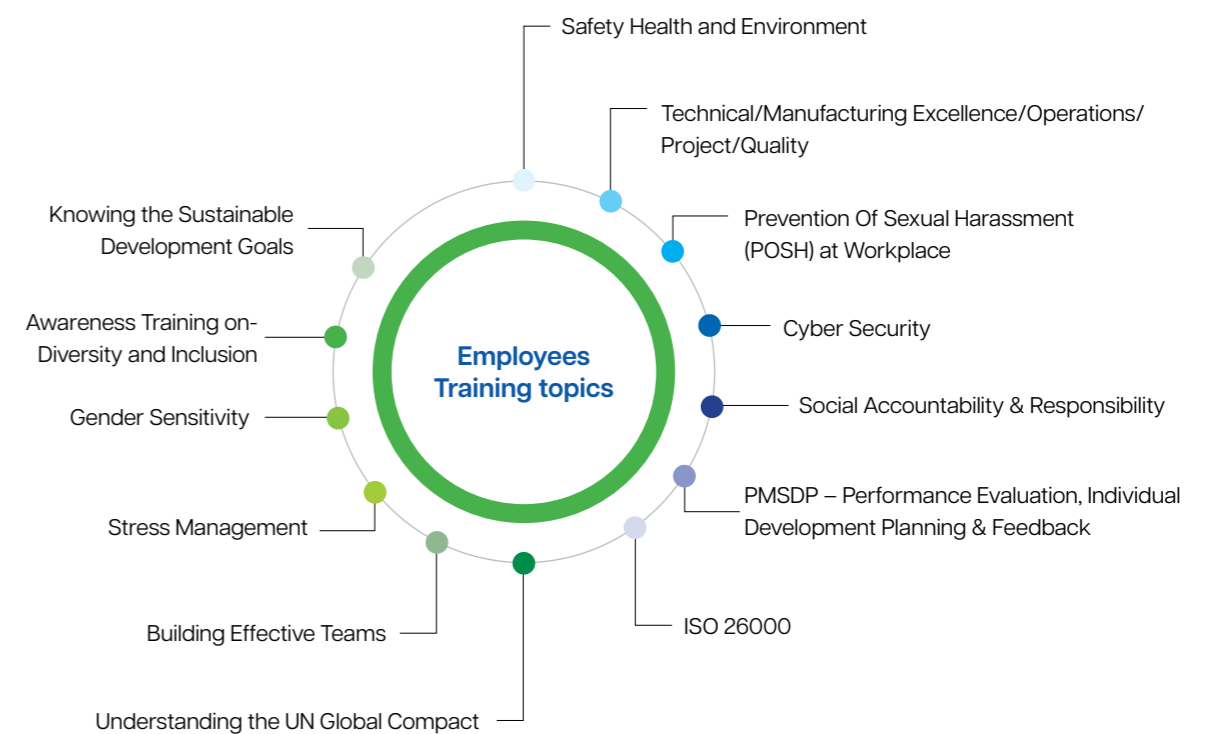 Safety Health and Environment
Technical/Manufacturing Excellence/Operations/
Project/Quality
Prevention Of Sexual Harassment
(POSH) at Workplace
Cyber Security
Social Accountability & Responsibility
PMSDP – Performance Evaluation, Individual
Development Planning & Feedback
ISO 26000
Understanding the UN Global Compact
Building Effective Teams
Stress Management
Gender Sensitivity
Awareness Training on-
Diversity and Inclusion
Knowing the Sustainable
Development Goals
Employees
Training topics